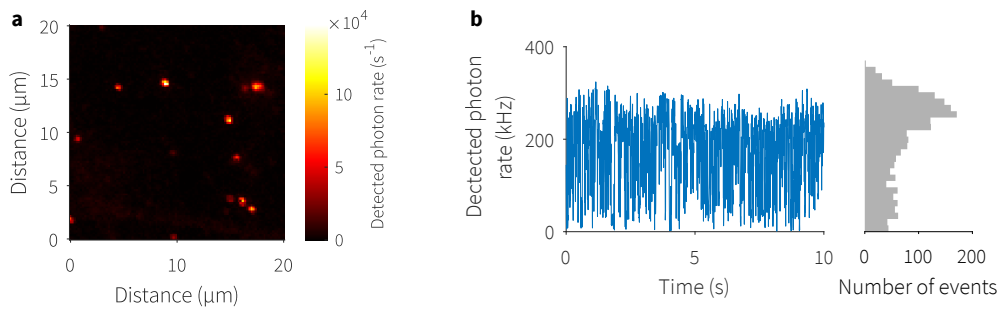 a
×10⁴
20
15
10
5
0
Distance (µm)
0
10
20
Distance (µm)
10
5
0
Detected photon rate (s⁻¹)
b
400
200
0
Dectected photon
rate (kHz)
0
5
10
Time (s)
0
100
200
Number of events